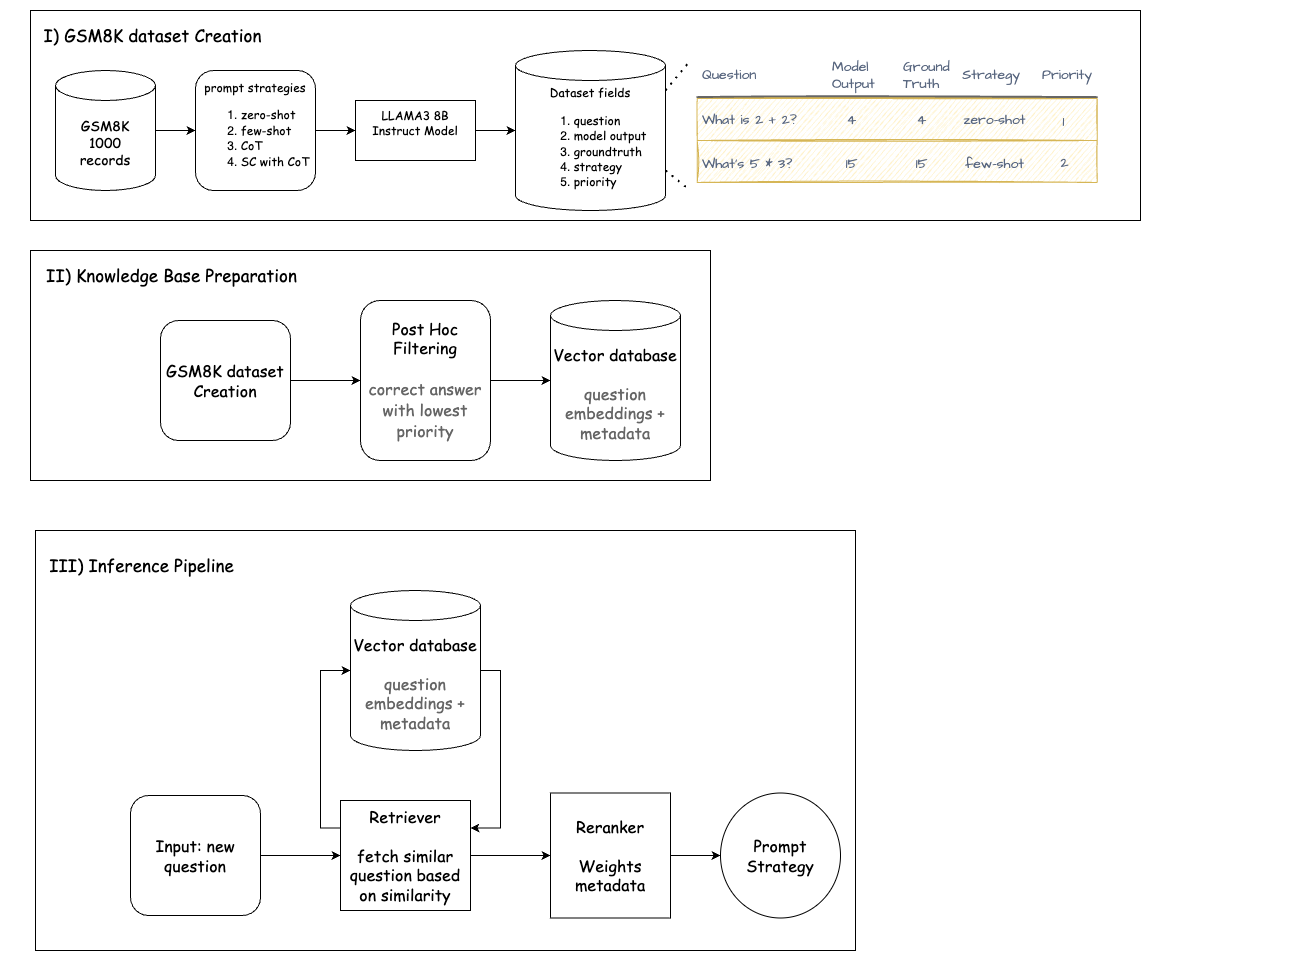 I) GSM8K dataset Creation
GSM8K
1000
records
prompt strategies
1. zero-shot
2. few-shot
3. CoT
4. SC with CoT
LLAMA3 8B
Instruct Model
Dataset fields
1. question
2. model output
3. groundtruth
4. strategy
5. priority
Question
Model
Output
Ground
Truth
Strategy
Priority
What is 2 + 2?
4
4
zero-shot
1
What's 5 * 3?
15
15
few-shot
2
II) Knowledge Base Preparation
GSM8K dataset
Creation
Post Hoc
Filtering
correct answer
with lowest
priority
Vector database
question
embeddings +
metadata
III) Inference Pipeline
Vector database
question
embeddings +
metadata
Input: new
question
Retriever
fetch similar
question based
on similarity
Reranker
Weights
metadata
Prompt
Strategy